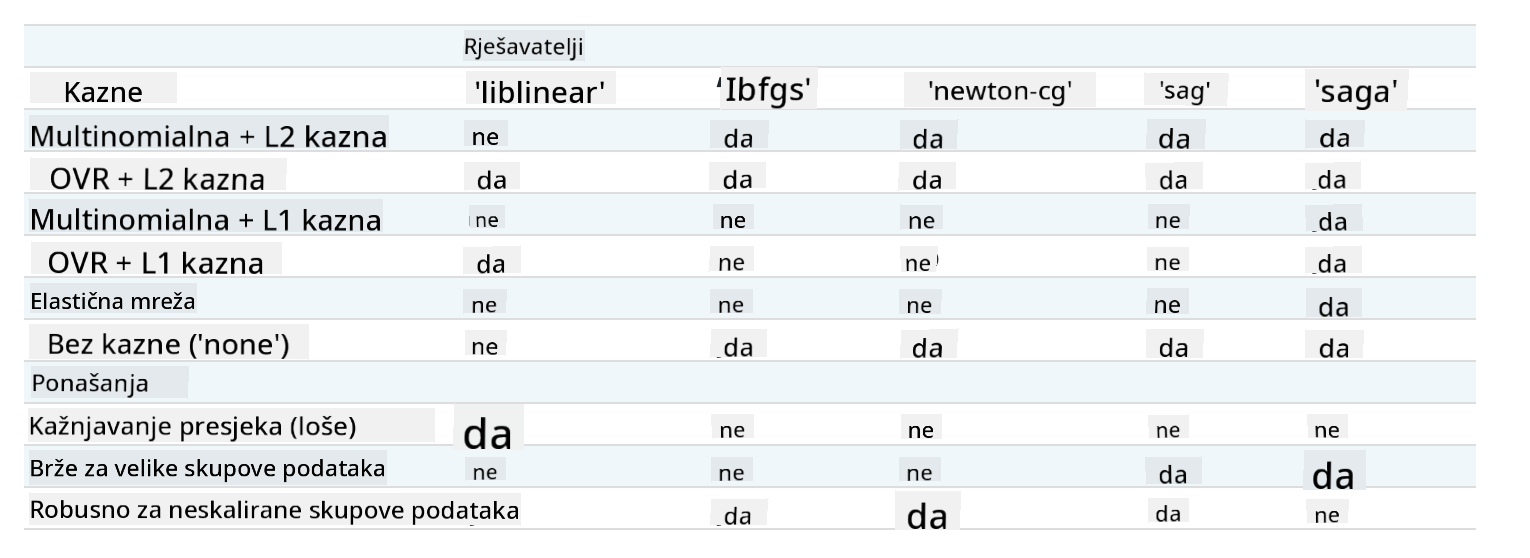 Rješavatelji
Kazne 'liblinear' 'lbfgs' 'newton-cg' 'sag' 'saga'
Multinomialna + L2 kazna ne da da da da
OVR + L2 kazna da da da da da
Multinomialna + L1 kazna ne ne ne ne da
OVR + L1 kazna da ne ne ne da
Elastična mreža ne ne ne ne da
Bez kazne ('none') ne da da da da
Ponašanja
Kažnjavanje presjeka (loše) da ne ne ne ne
Brže za velike skupove podataka ne ne ne da da
Robusno za neskalirane skupove podataka da da da ne